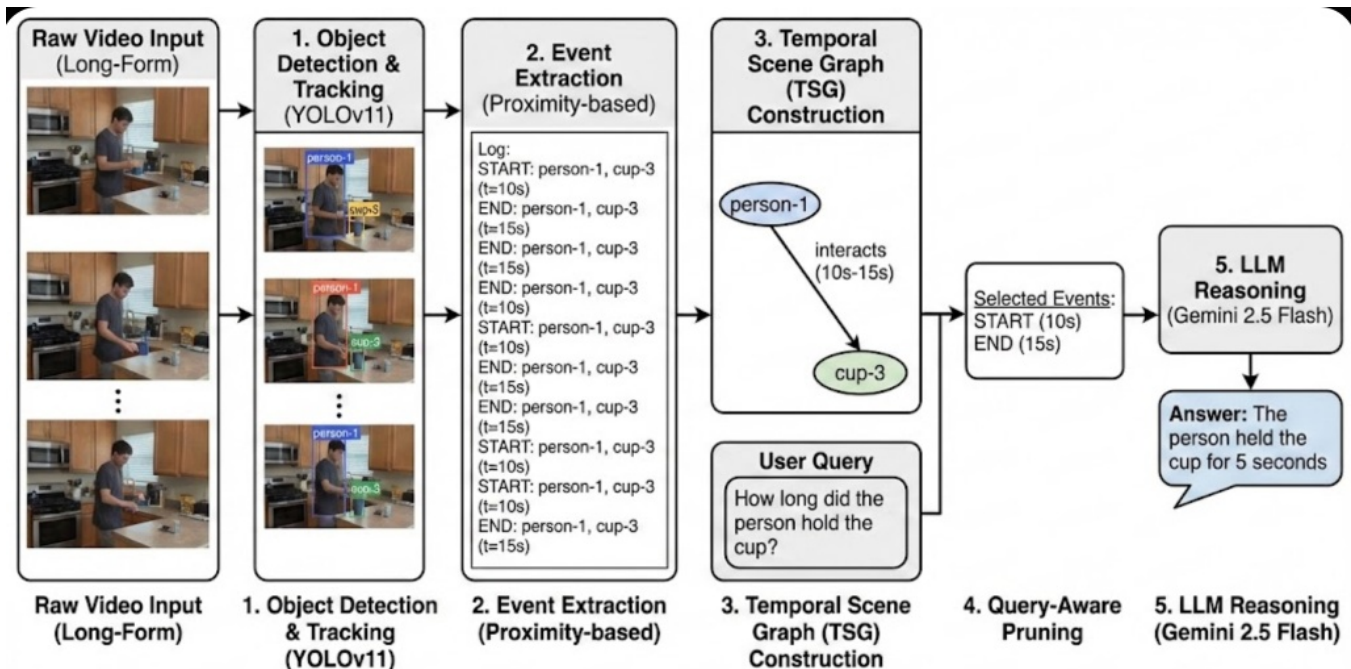 Raw Video Input
(Long-Form)
1. Object
Detection &
Tracking
(YOLOv11)
person-1
person-1
cup-3
person-1
2. Event
Extraction
(Proximity-based)
Log:
START: person-1, cup-3
(t=10s)
END: person-1, cup-3
(t=15s)
END: person-1, cup-3
(t=15s)
END: person-1, cup-3
(t=10s)
START: person-1, cup-3
(t=10s)
END: person-1, cup-3
(t=15s)
END: person-1, cup-3
(t=15s)
START: person-1, cup-3
(t=10s)
START: person-1, cup-3
(t=10s)
END: person-1, cup-3
(t=15s)
3. Temporal
Scene Graph
(TSG)
Construction
person-1
interacts
(10s-15s)
cup-3
User Query
How long did the
person hold the
cup?
Selected Events:
START (10s)
END (15s)
5. LLM
Reasoning
(Gemini 2.5 Flash)
Answer: The
person held the
cup for 5 seconds
Raw Video Input
(Long-Form)
1. Object Detection
& Tracking
(YOLOv11)
2. Event Extraction
(Proximity-based)
3. Temporal Scene
Graph (TSG)
Construction
4. Query-Aware
Pruning
5. LLM Reasoning
(Gemini 2.5 Flash)